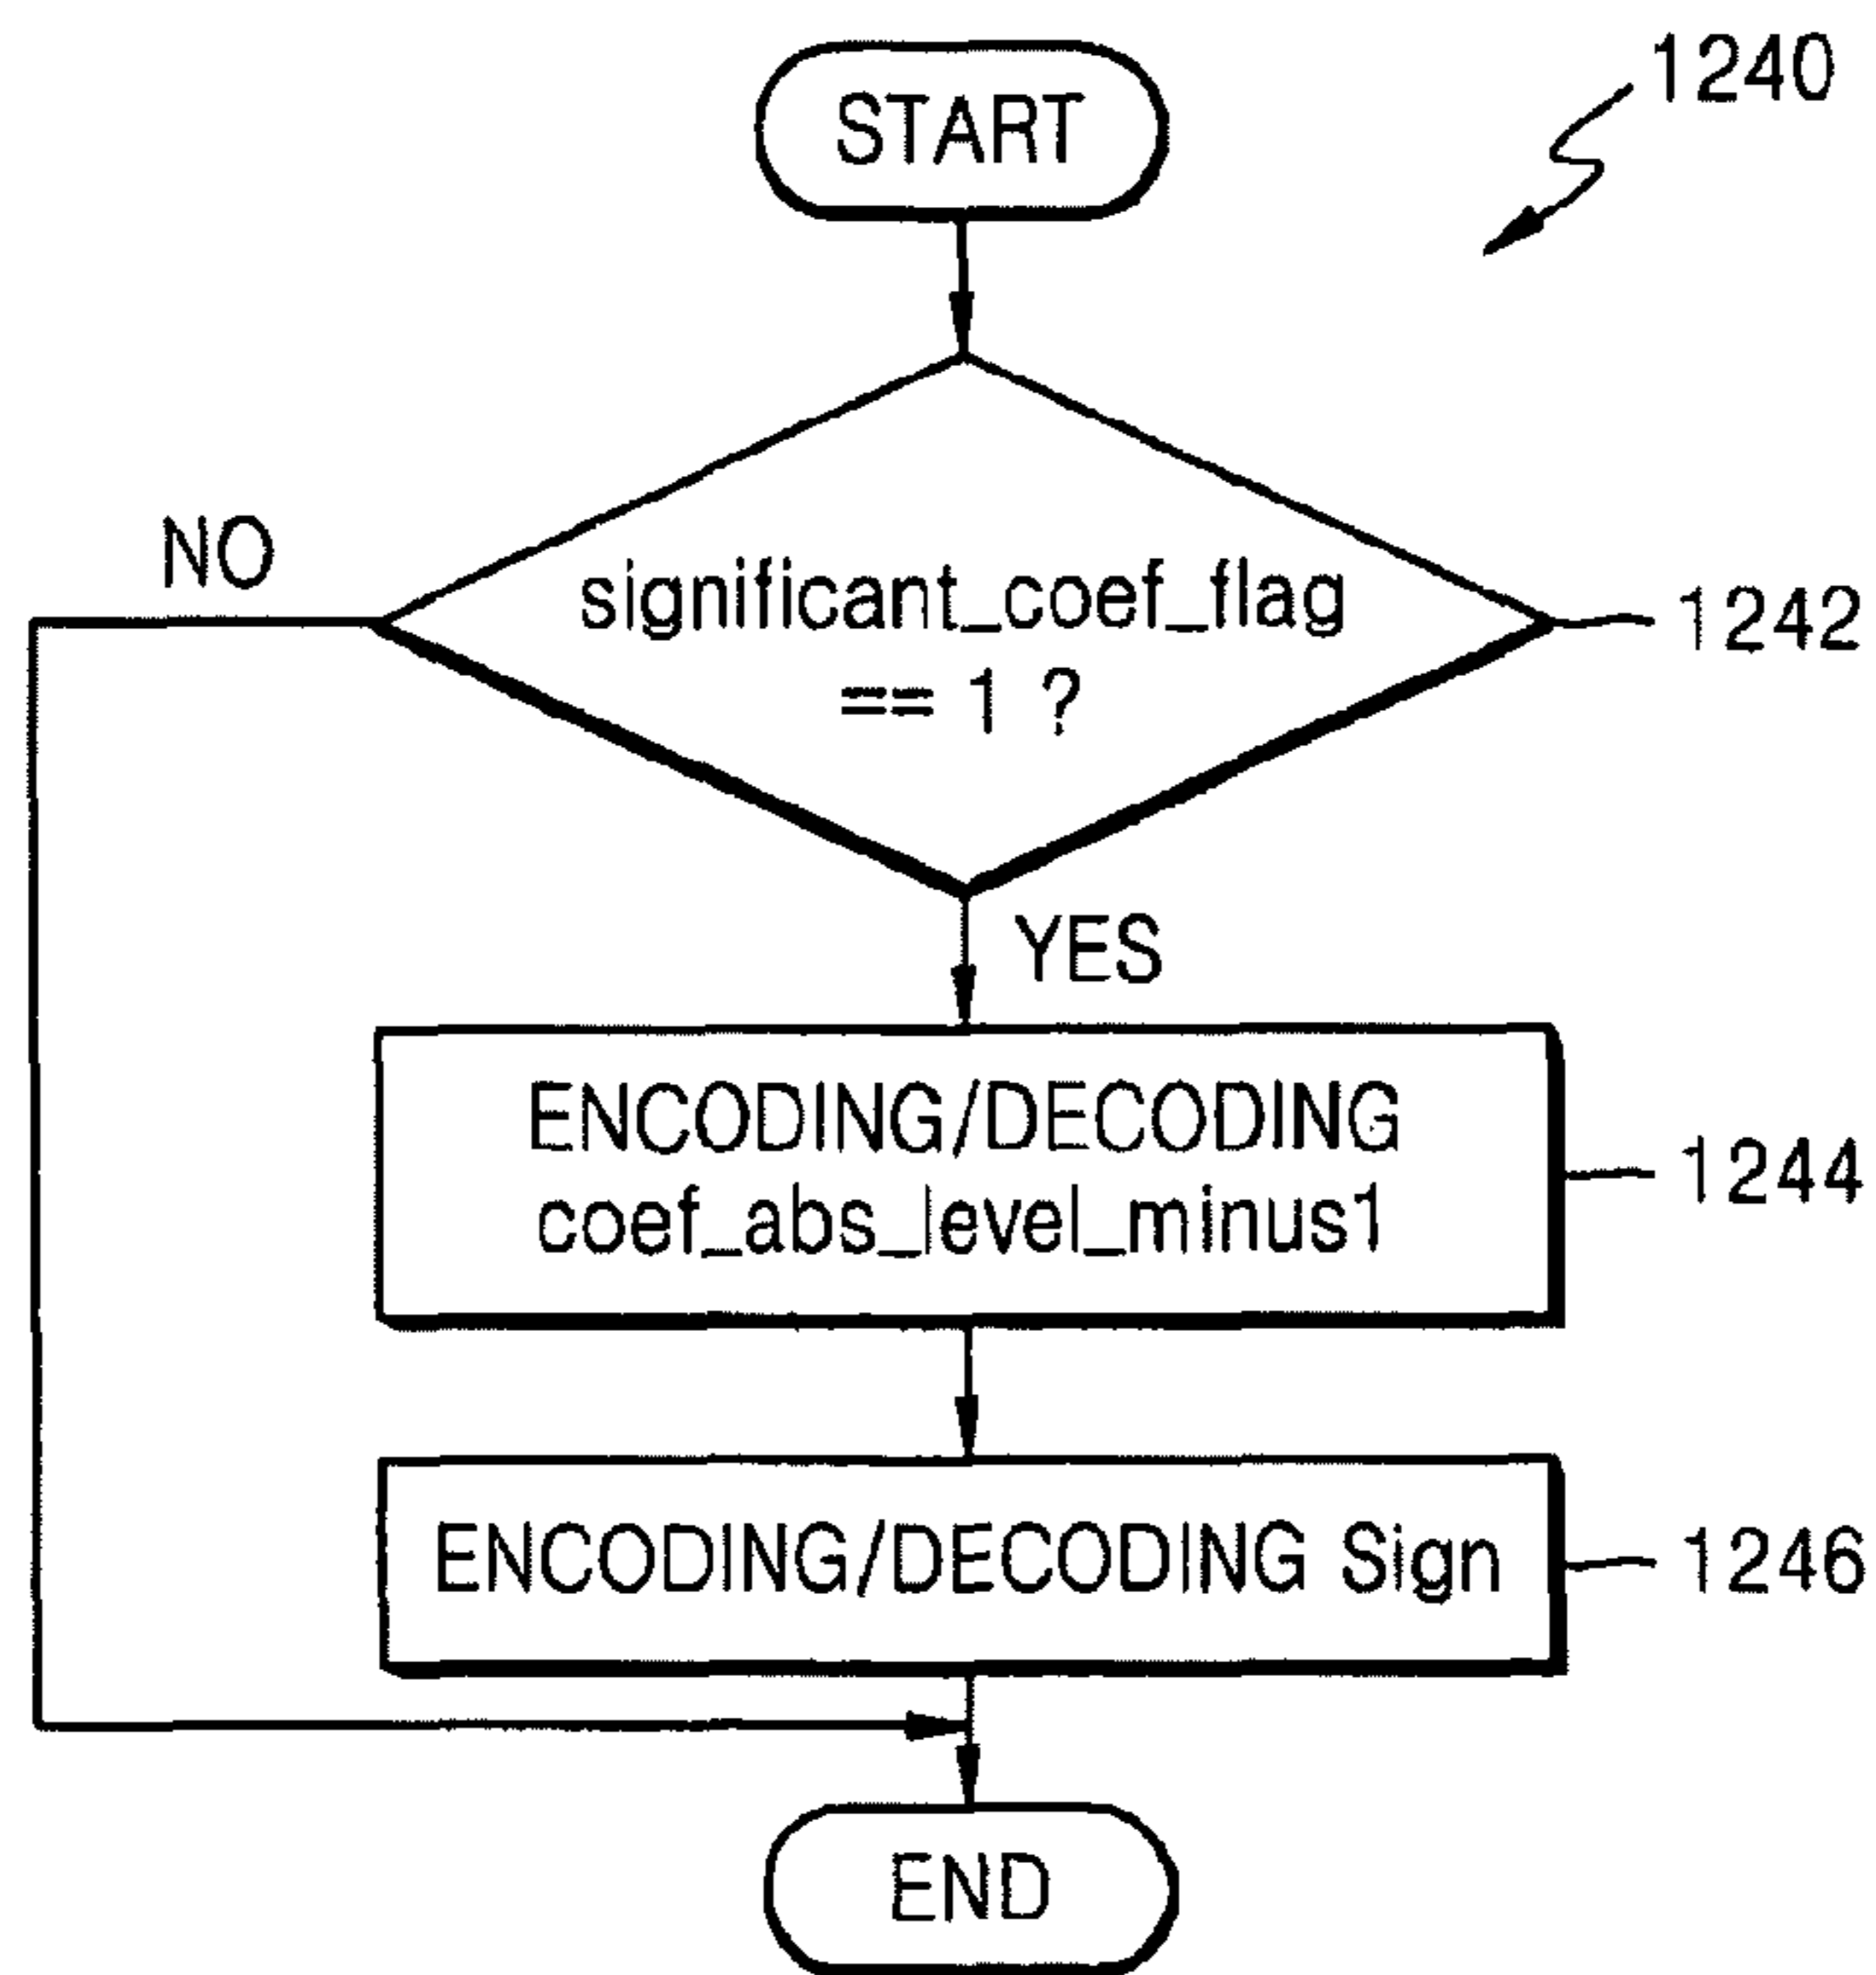 1240
START
NO
significant_coef_flag
== 1 ?
1242
YES
ENCODING/DECODING
coef_abs_level_minus1
1244
ENCODING/DECODING Sign
1246
END